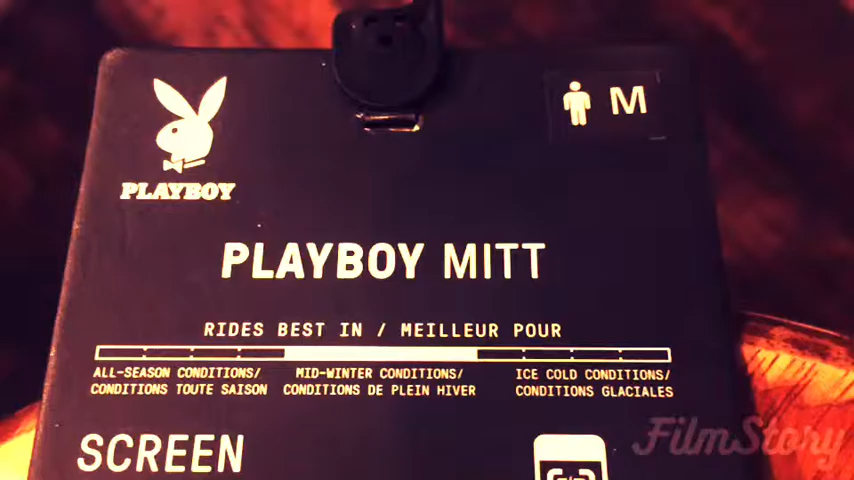 M
PLAYBOY
PLAYBOY MITT
RIDES BEST IN / MEILLEUR POUR
ALL-SEASON CONDITIONS/
CONDITIONS TOUTE SAISON
MID-WINTER CONDITIONS/
CONDITIONS DE PLEIN HIVER
ICE COLD CONDITIONS/
CONDITIONS GLACIALES
SCREEN
FilmStory